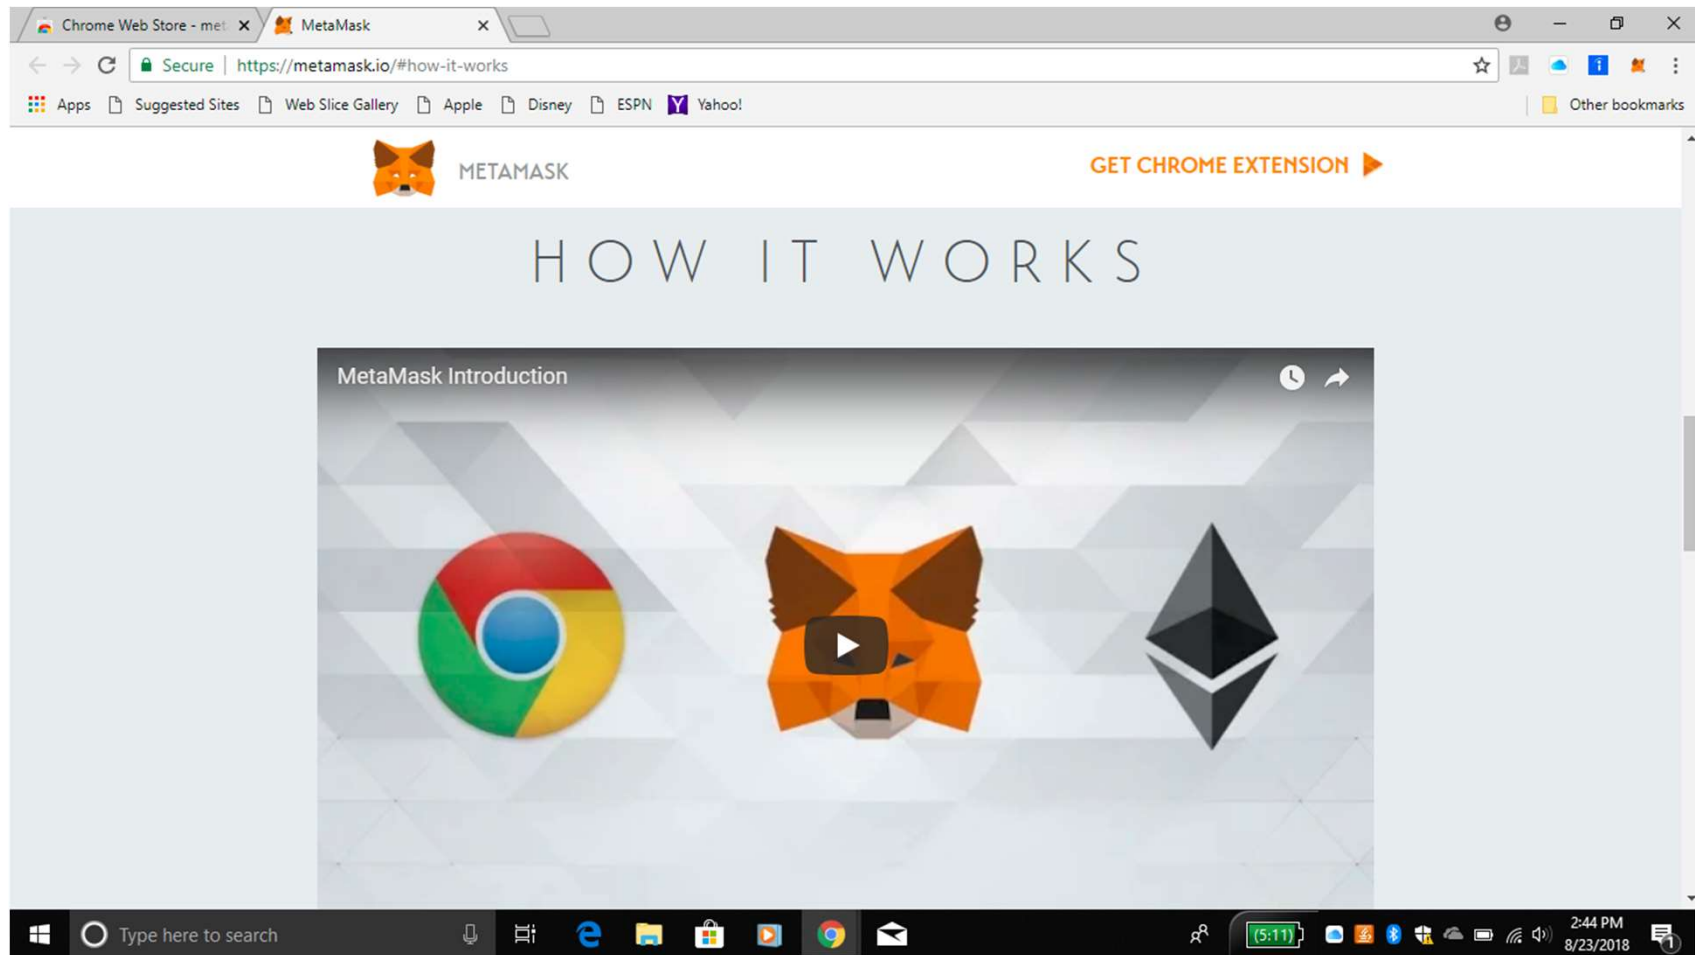 Chrome Web Store - met
MetaMask
Secure
https://metamask.io/#how-it-works
Apps
Suggested Sites
Web Slice Gallery
Apple
Disney
ESPN
Yahoo!
Other bookmarks
METAMASK
GET CHROME EXTENSION
HOW IT WORKS
MetaMask Introduction
Type here to search
(5:11)
2:44 PM
8/23/2018
1